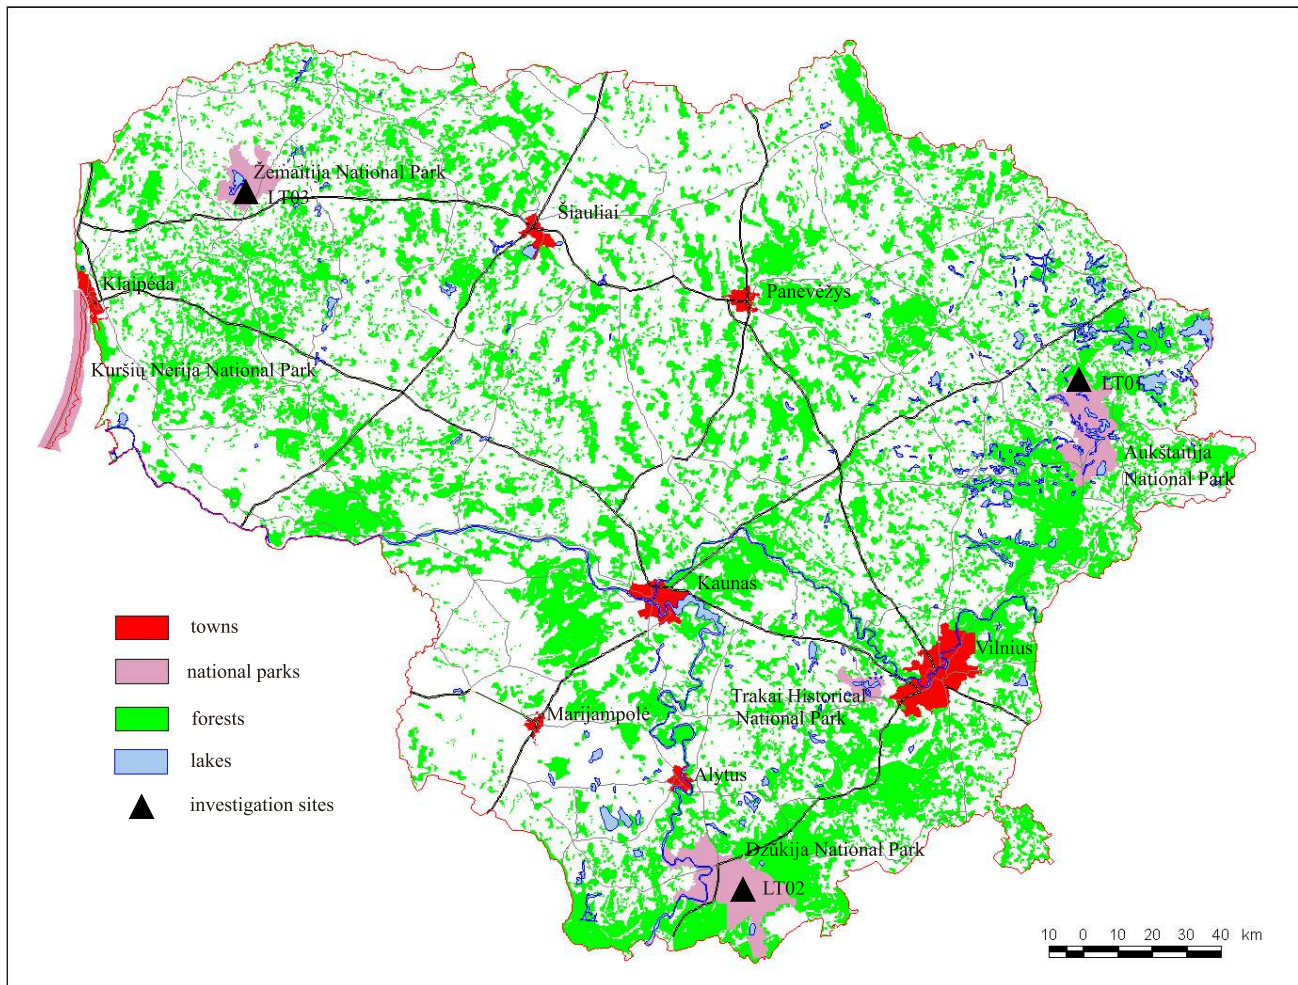 Žemaitija National Park
LT03
Šiauliai
Klaipėda
Panevėžys
Kuršių Nerija National Park
LT01
Aukštaitija
National Park
Kaunas
Vilnius
Trakai Historical
National Park
Marijampolė
Alytus
Dzūkija National Park
LT02
towns
national parks
forests
lakes
investigation sites
10 0 10 20 30 40 km